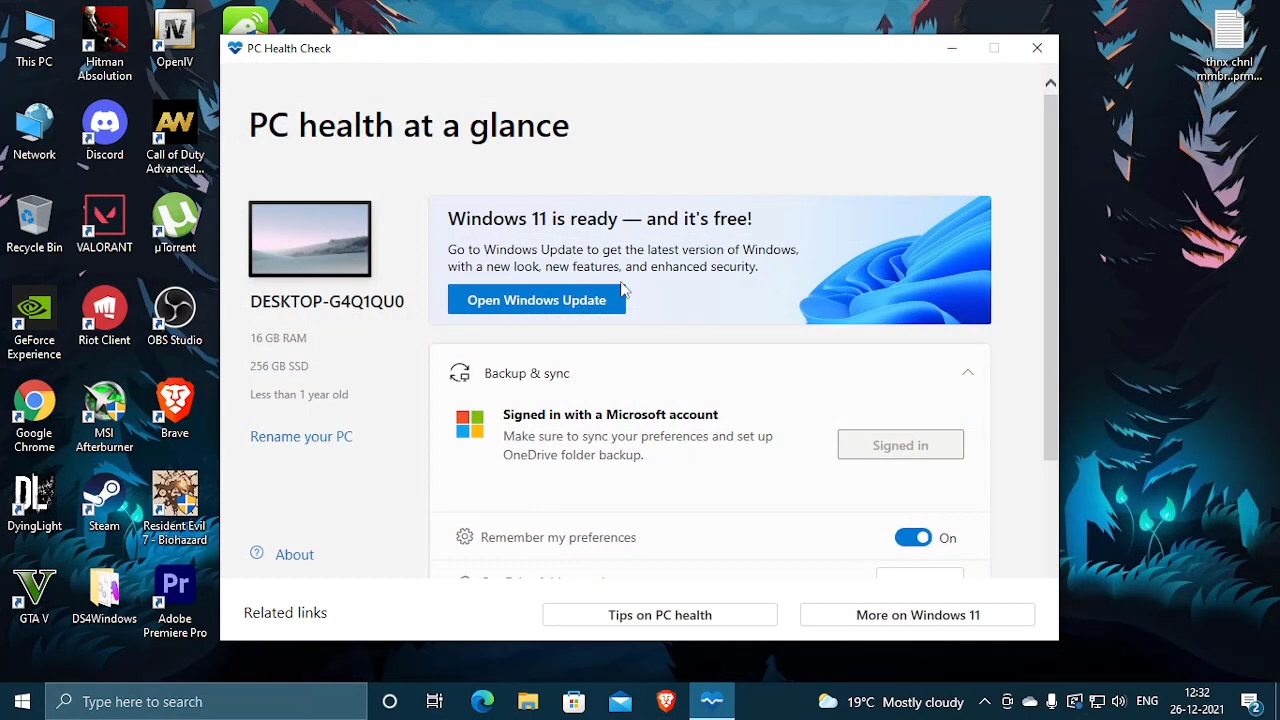 This PC
Hitman
Absolution
OpenIV
Network
Discord
Call of Duty
Advanced...
Recycle Bin
VALORANT
µTorrent
GeForce
Experience
Riot Client
OBS Studio
Google
Chrome
MSI
Afterburner
Brave
DyingLight
Steam
Resident Evil
7 - Biohazard
GTA V
DS4Windows
Adobe
Premiere Pro
thnx chnl
mmbr..prm...
PC Health Check
PC health at a glance
DESKTOP-G4Q1QU0
16 GB RAM
256 GB SSD
Less than 1 year old
Rename your PC
About
Windows 11 is ready — and it's free!
Go to Windows Update to get the latest version of Windows,
with a new look, new features, and enhanced security.
Open Windows Update
Backup & sync
Signed in with a Microsoft account
Make sure to sync your preferences and set up
OneDrive folder backup.
Signed in
Remember my preferences
On
Related links
Tips on PC health
More on Windows 11
Type here to search
19°C Mostly cloudy
ENG
12:32
26-12-2021
2